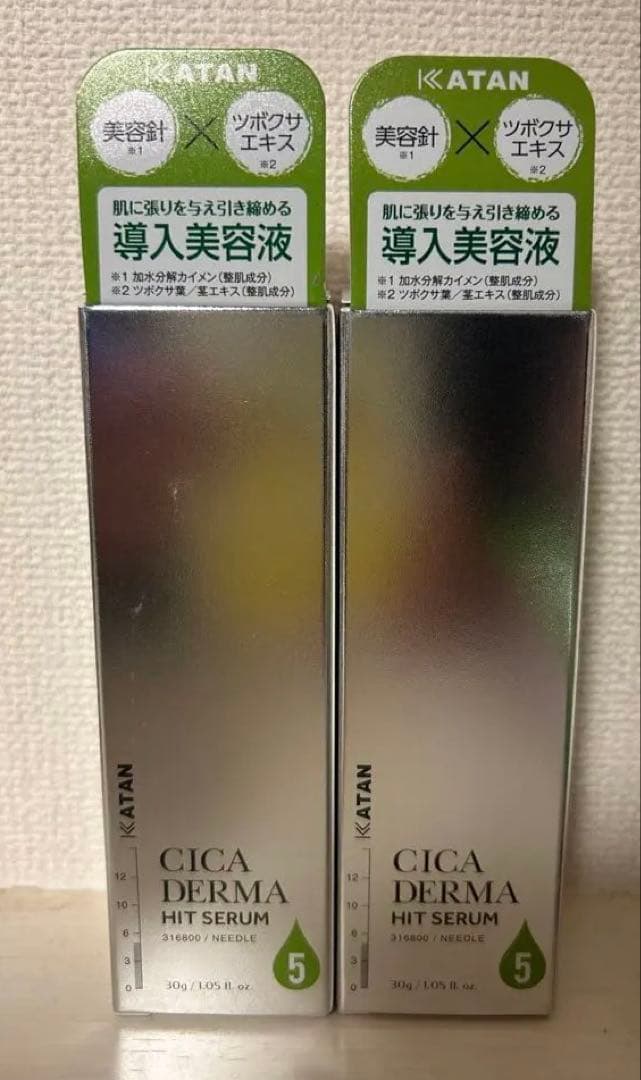 KATAN
美容針
※1
×
ツボクサ
エキス
※2
肌に張りを与え引き締める
導入美容液
※1 加水分解カイメン（整肌成分）
※2 ツボクサ葉／茎エキス（整肌成分）
KATAN
12
10
6
3
0
CICA
DERMA
HIT SERUM
316800 / NEEDLE
5
30g / 1.05 fl. oz.
KATAN
美容針
※1
×
ツボクサ
エキス
※2
肌に張りを与え引き締める
導入美容液
※1 加水分解カイメン（整肌成分）
※2 ツボクサ葉／茎エキス（整肌成分）
KATAN
12
10
6
3
0
CICA
DERMA
HIT SERUM
316800 / NEEDLE
5
30g / 1.05 fl. oz.